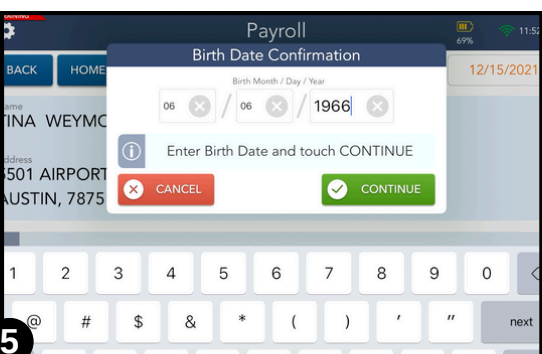 TRAINING
Payroll
69%
11:52
BACK
HOME
12/15/2021
Birth Date Confirmation
Birth Month / Day / Year
06 / 06 / 1966
Enter Birth Date and touch CONTINUE
CANCEL
CONTINUE
ame
TINA WEYMO
ddress
5501 AIRPORT
AUSTIN, 7875
1 2 3 4 5 6 7 8 9 0
@ # $ & * ( ) ' "
next
5